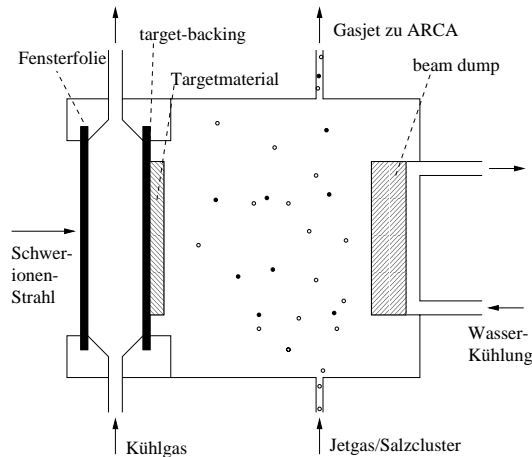 target-backing
Gasjet zu ARCA
Fensterfolie
Targetmaterial
beam dump
Schwer-
ionen-
Strahl
Wasser-
Kühlung
Kühlgas
Jetgas/Salzcluster